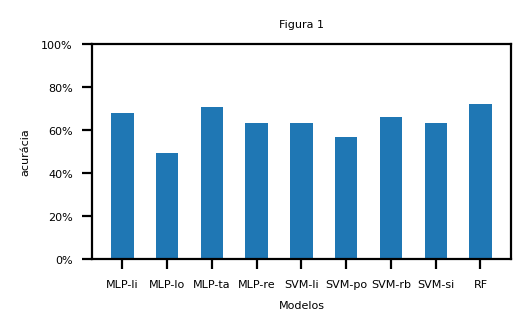 Figura 1
100%
80%
60%
40%
20%
0%
acurácia
MLP-li MLP-lo MLP-ta MLP-re SVM-li SVM-po SVM-rb SVM-si RF
Modelos